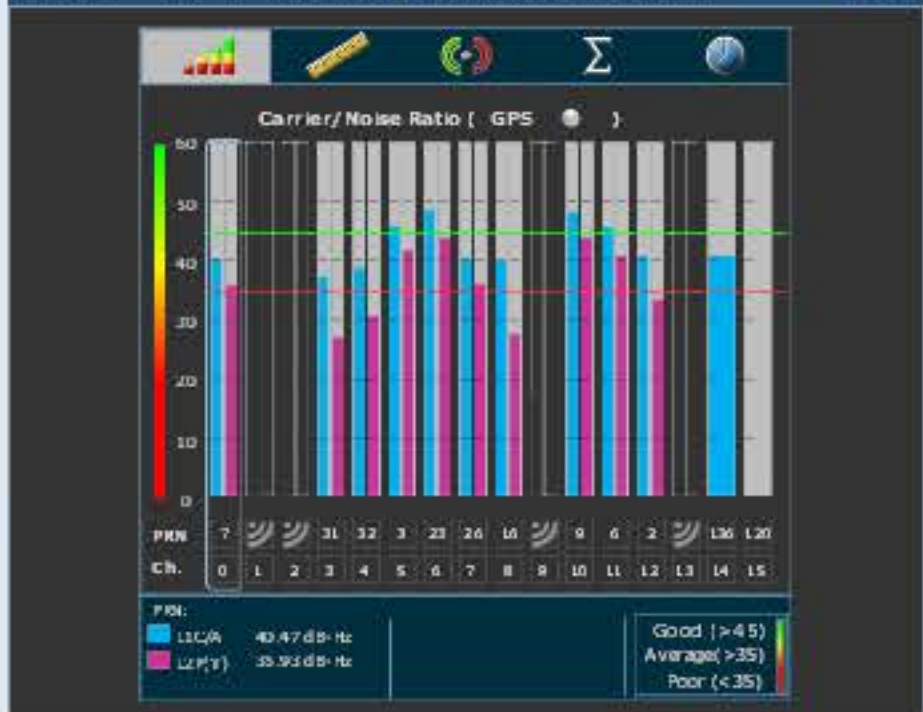 Σ
Carrier/Noise Ratio ( GPS )
60
50
40
30
20
10
0
PRN 7 31 32 3 23 26 16 9 6 2 136 120
Ch. 0 1 2 3 4 5 6 7 8 9 10 11 12 13 14 15
PRN:
L1C/A 40.47 dB-Hz
L2P(Y) 35.93 dB-Hz
Good (>45)
Average(>35)
Poor (<35)